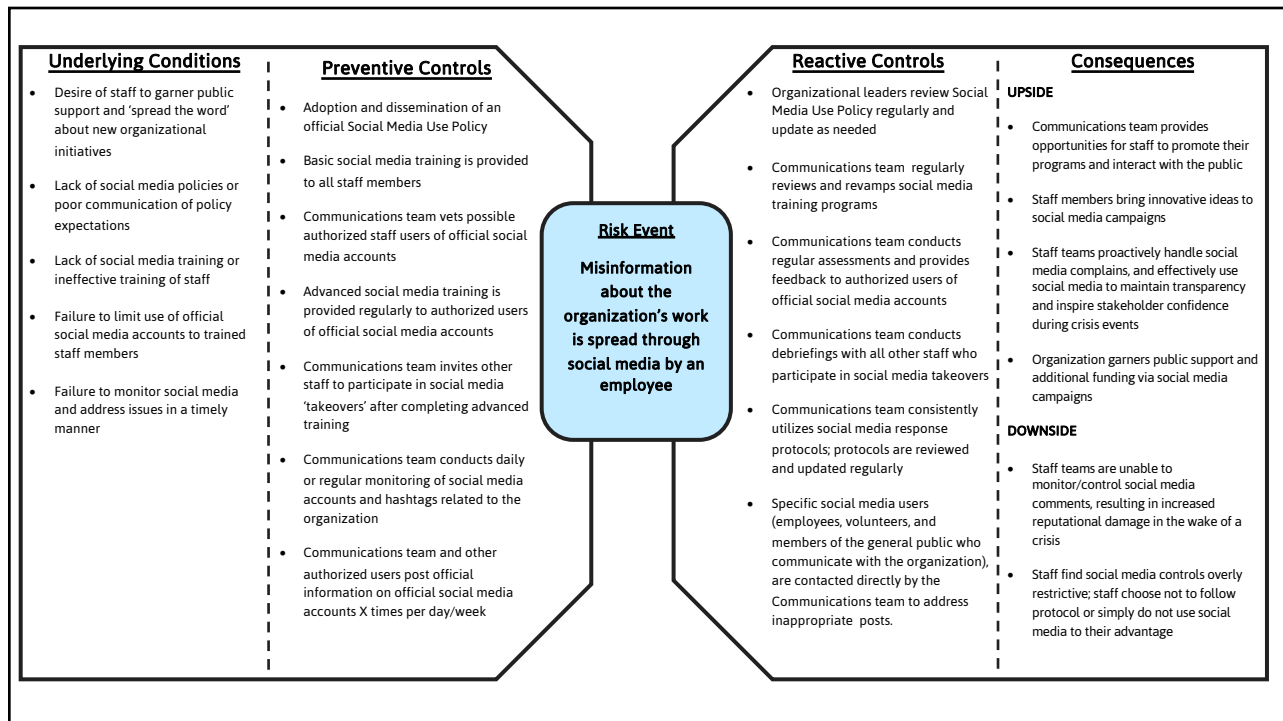 Underlying Conditions
• Desire of staff to garner public
support and ‘spread the word’
about new organizational
initiatives
• Lack of social media policies or
poor communication of policy
expectations
• Lack of social media training or
ineffective training of staff
• Failure to limit use of official
social media accounts to trained
staff members
• Failure to monitor social media
and address issues in a timely
manner
Preventive Controls
• Adoption and dissemination of an
official Social Media Use Policy
• Basic social media training is provided
to all staff members
• Communications team vets possible
authorized staff users of official social
media accounts
• Advanced social media training is
provided regularly to authorized users
of official social media accounts
• Communications team invites other
staff to participate in social media
‘takeovers’ after completing advanced
training
• Communications team conducts daily
or regular monitoring of social media
accounts and hashtags related to the
organization
• Communications team and other
authorized users post official
information on official social media
accounts X times per day/week
Risk Event
Misinformation
about the
organization’s work
is spread through
social media by an
employee
Reactive Controls
• Organizational leaders review Social
Media Use Policy regularly and
update as needed
• Communications team regularly
reviews and revamps social media
training programs
• Communications team conducts
regular assessments and provides
feedback to authorized users of
official social media accounts
• Communications team conducts
debriefings with all other staff who
participate in social media takeovers
• Communications team consistently
utilizes social media response
protocols; protocols are reviewed
and updated regularly
• Specific social media users
(employees, volunteers, and
members of the general public who
communicate with the organization),
are contacted directly by the
Communications team to address
inappropriate posts.
Consequences
UPSIDE
• Communications team provides
opportunities for staff to promote their
programs and interact with the public
• Staff members bring innovative ideas to
social media campaigns
• Staff teams proactively handle social
media complains, and effectively use
social media to maintain transparency
and inspire stakeholder confidence
during crisis events
• Organization garners public support and
additional funding via social media
campaigns
DOWNSIDE
• Staff teams are unable to
monitor/control social media
comments, resulting in increased
reputational damage in the wake of a
crisis
• Staff find social media controls overly
restrictive; staff choose not to follow
protocol or simply do not use social
media to their advantage